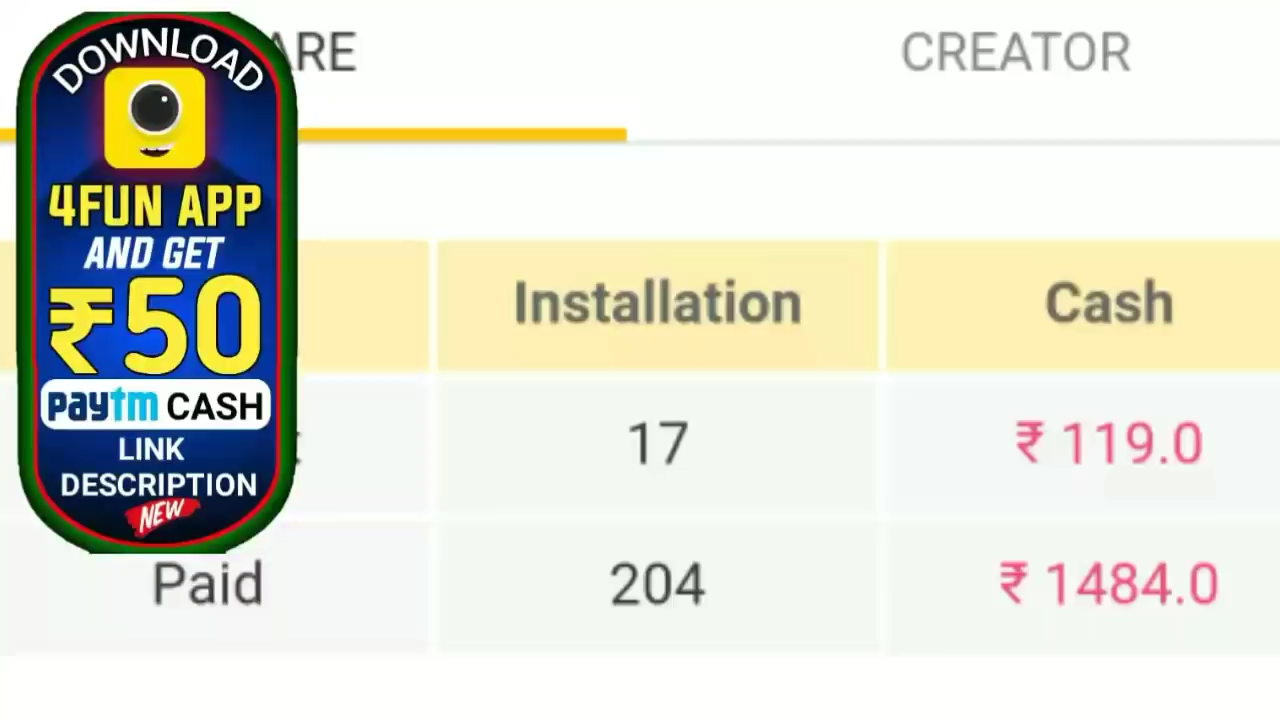 DOWNLOAD
4FUN APP
AND GET
₹50
paytm CASH
LINK
DESCRIPTION
NEW
CREATOR
Installation Cash
17 ₹ 119.0
Paid 204 ₹ 1484.0